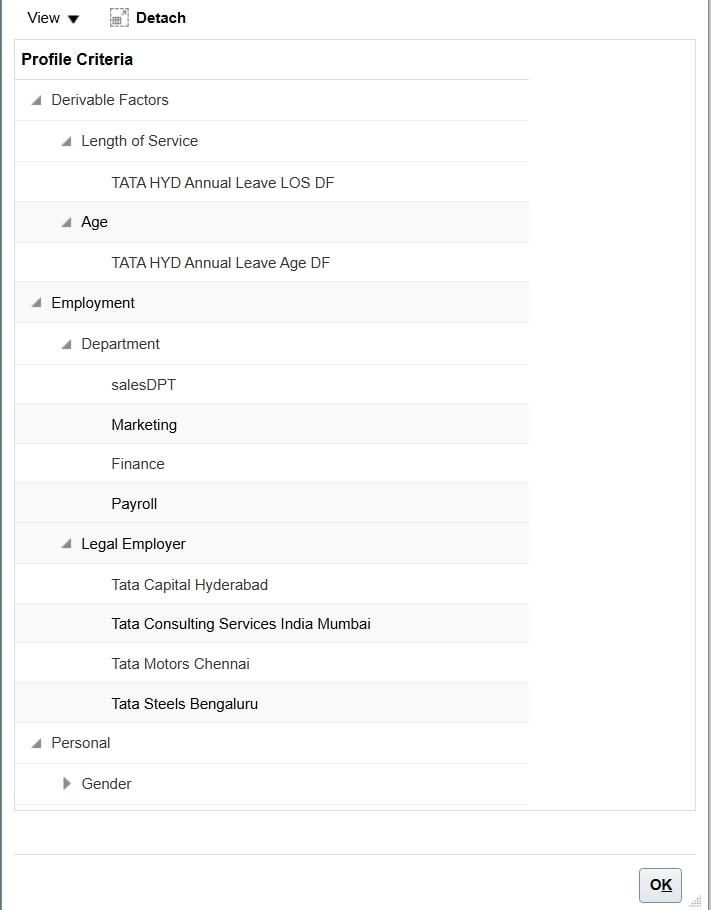 View Detach
Profile Criteria
Derivable Factors
Length of Service
TATA HYD Annual Leave LOS DF
Age
TATA HYD Annual Leave Age DF
Employment
Department
salesDPT
Marketing
Finance
Payroll
Legal Employer
Tata Capital Hyderabad
Tata Consulting Services India Mumbai
Tata Motors Chennai
Tata Steels Bengaluru
Personal
Gender
OK